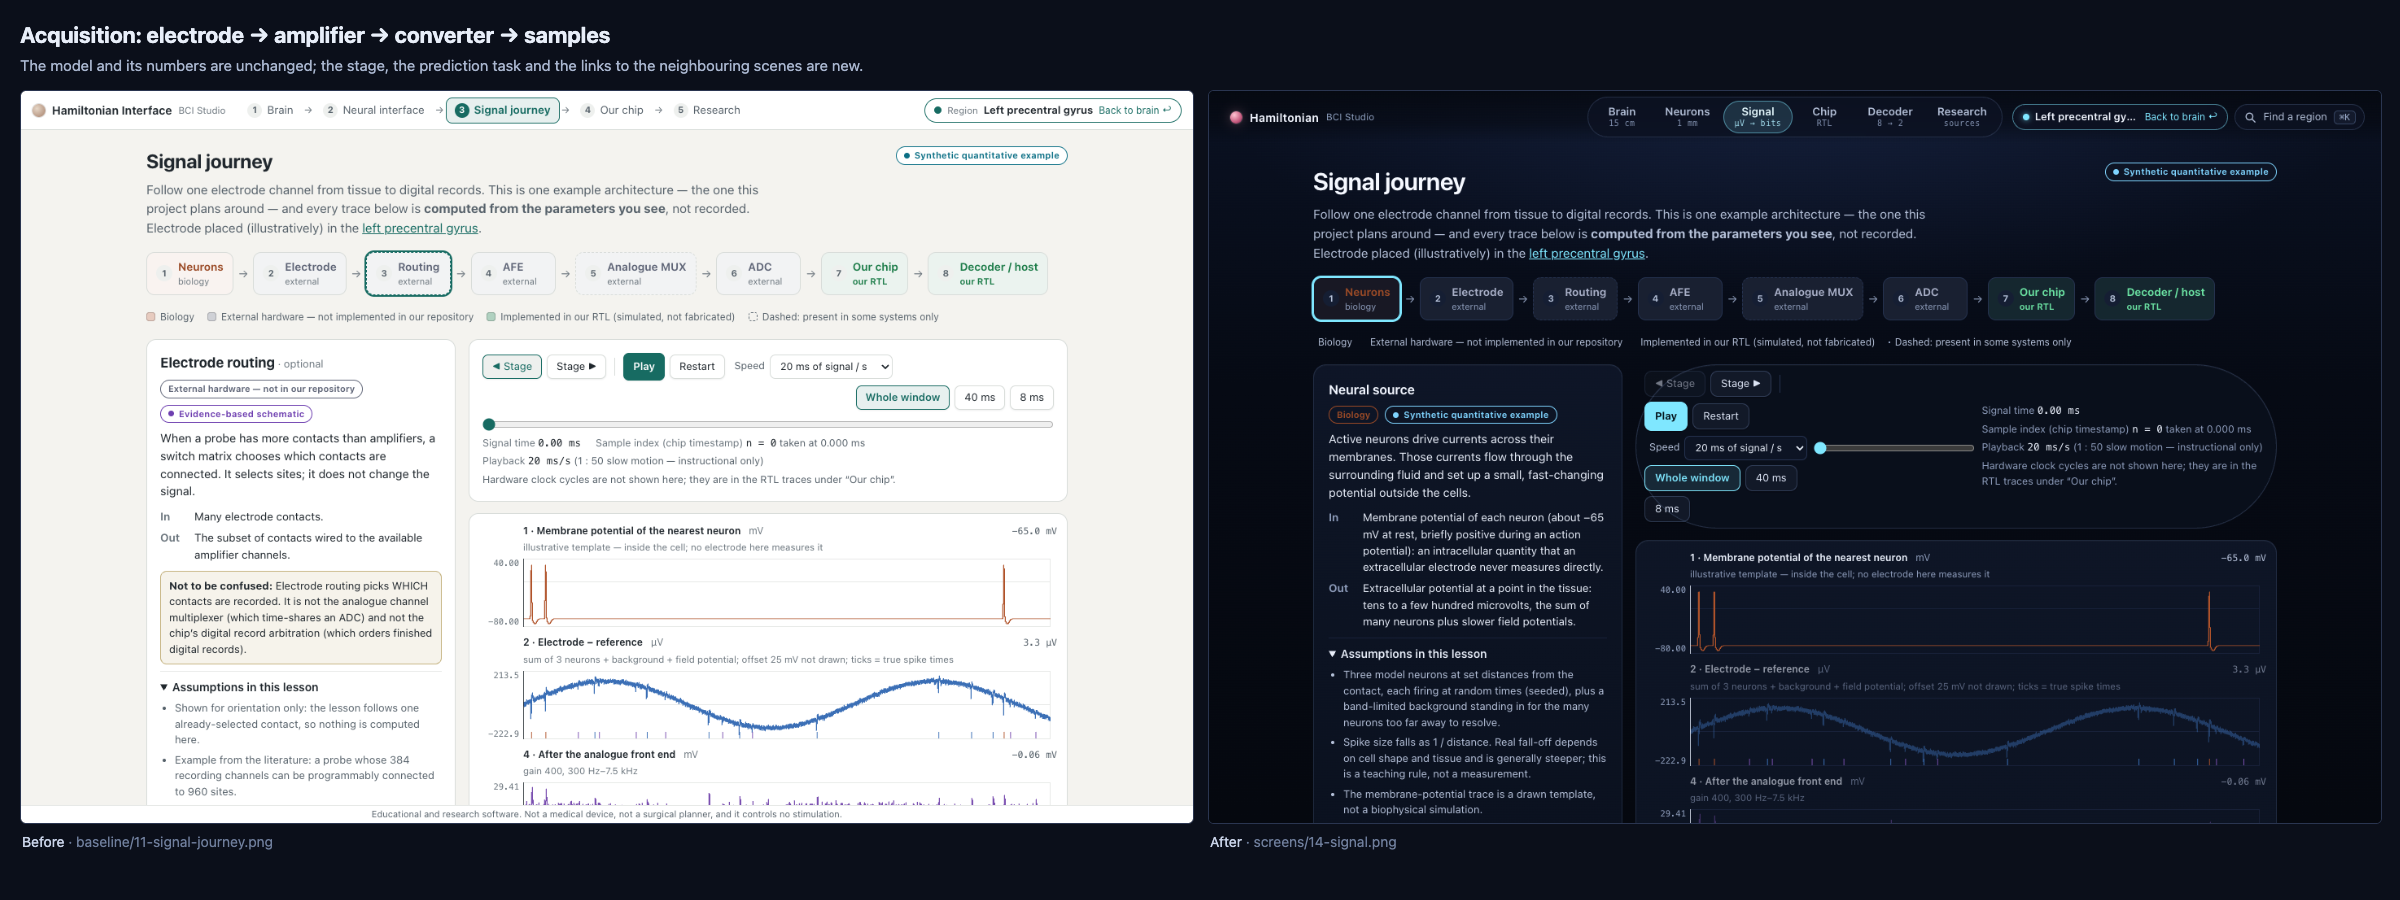 Acquisition: electrode → amplifier → converter → samples
The model and its numbers are unchanged; the stage, the prediction task and the links to the neighbouring scenes are new.
Hamiltonian Interface BCI Studio 1 Brain → 2 Neural interface → 3 Signal journey → 4 Our chip → 5 Research Region Left precentral gyrus Back to brain ↩
Signal journey
Synthetic quantitative example
Follow one electrode channel from tissue to digital records. This is one example architecture — the one this
project plans around — and every trace below is computed from the parameters you see, not recorded.
Electrode placed (illustratively) in the left precentral gyrus.
1 Neurons biology → 2 Electrode external → 3 Routing external → 4 AFE external → 5 Analogue MUX external → 6 ADC external → 7 Our chip our RTL → 8 Decoder / host our RTL
Biology External hardware — not implemented in our repository Implemented in our RTL (simulated, not fabricated) Dashed: present in some systems only
Electrode routing · optional
External hardware — not in our repository
Evidence-based schematic
When a probe has more contacts than amplifiers, a
switch matrix chooses which contacts are
connected. It selects sites; it does not change the
signal.
In Many electrode contacts.
Out The subset of contacts wired to the available
amplifier channels.
Not to be confused: Electrode routing picks WHICH
contacts are recorded. It is not the analogue channel
multiplexer (which time-shares an ADC) and not the
chip's digital record arbitration (which orders finished
digital records).
▼ Assumptions in this lesson
• Shown for orientation only: the lesson follows one
already-selected contact, so nothing is computed
here.
• Example from the literature: a probe whose 384
recording channels can be programmably connected
to 960 sites.
◀ Stage Stage ▶ Play Restart Speed 20 ms of signal / s
Whole window 40 ms 8 ms
Signal time 0.00 ms Sample index (chip timestamp) n = 0 taken at 0.000 ms
Playback 20 ms/s (1 : 50 slow motion — instructional only)
Hardware clock cycles are not shown here; they are in the RTL traces under “Our chip”.
1 · Membrane potential of the nearest neuron mV −65.0 mV
illustrative template — inside the cell; no electrode here measures it
40.00
−80.00
2 · Electrode − reference µV 3.3 µV
sum of 3 neurons + background + field potential; offset 25 mV not drawn; ticks = true spike times
213.5
−222.9
4 · After the analogue front end mV −0.06 mV
gain 400, 300 Hz–7.5 kHz
29.41
Educational and research software. Not a medical device, not a surgical planner, and it controls no stimulation.
Before · baseline/11-signal-journey.png
Hamiltonian BCI Studio
Brain Neurons Signal Chip Decoder Research
15 cm 1 mm µV → bits RTL 8 → 2 sources
Left precentral gy... Back to brain ↩ Find a region ⌘K
Signal journey
Synthetic quantitative example
Follow one electrode channel from tissue to digital records. This is one example architecture — the one this
project plans around — and every trace below is computed from the parameters you see, not recorded.
Electrode placed (illustratively) in the left precentral gyrus.
1 Neurons biology → 2 Electrode external → 3 Routing external → 4 AFE external → 5 Analogue MUX external → 6 ADC external → 7 Our chip our RTL → 8 Decoder / host our RTL
Biology External hardware — not implemented in our repository Implemented in our RTL (simulated, not fabricated) Dashed: present in some systems only
Neural source
Biology Synthetic quantitative example
Active neurons drive currents across their
membranes. Those currents flow through the
surrounding fluid and set up a small, fast-changing
potential outside the cells.
In Membrane potential of each neuron (about −65
mV at rest, briefly positive during an action
potential): an intracellular quantity that an
extracellular electrode never measures directly.
Out Extracellular potential at a point in the tissue:
tens to a few hundred microvolts, the sum of
many neurons plus slower field potentials.
▼ Assumptions in this lesson
• Three model neurons at set distances from the
contact, each firing at random times (seeded), plus a
band-limited background standing in for the many
neurons too far away to resolve.
• Spike size falls as 1 / distance. Real fall-off depends
on cell shape and tissue and is generally steeper; this
is a teaching rule, not a measurement.
• The membrane-potential trace is a drawn template,
not a biophysical simulation.
◀ Stage Stage ▶
Play Restart
Speed 20 ms of signal / s
Whole window 40 ms
8 ms
Signal time 0.00 ms
Sample index (chip timestamp) n = 0 taken at 0.000 ms
Playback 20 ms/s (1 : 50 slow motion — instructional only)
Hardware clock cycles are not shown here; they are in the
RTL traces under “Our chip”.
1 · Membrane potential of the nearest neuron mV −65.0 mV
illustrative template — inside the cell; no electrode here measures it
40.00
−80.00
2 · Electrode − reference µV 3.3 µV
sum of 3 neurons + background + field potential; offset 25 mV not drawn; ticks = true spike times
213.5
−222.9
4 · After the analogue front end mV −0.06 mV
gain 400, 300 Hz–7.5 kHz
29.41
After · screens/14-signal.png